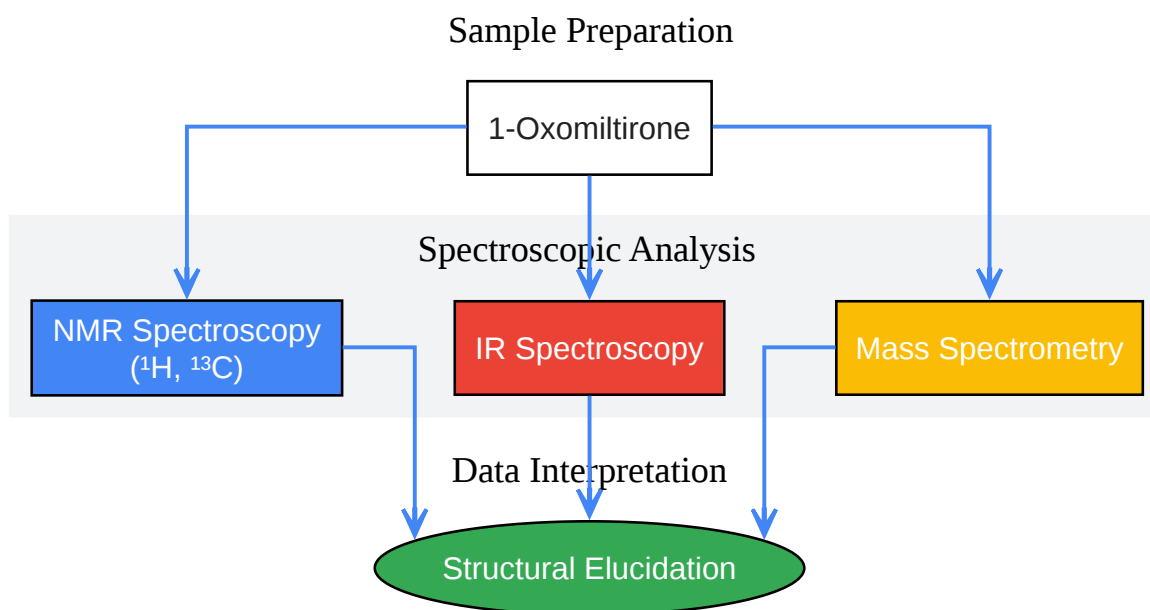 Sample Preparation
1-Oxomiltirone
Spectroscopic Analysis
NMR Spectroscopy
(¹H, ¹³C)
IR Spectroscopy
Mass Spectrometry
Data Interpretation
Structural Elucidation